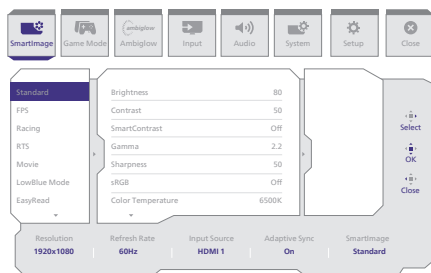 ambiglow
SmartImage Game Mode Ambiglow Input Audio System Setup Close
Standard
FPS
Racing
RTS
Movie
LowBlue Mode
EasyRead
Brightness 80
Contrast 50
SmartContrast Off
Gamma 2.2
Sharpness 50
sRGB Off
Color Temperature 6500K
Select
OK
Close
Resolution Refresh Rate Input Source Adaptive Sync SmartImage
1920x1080 60Hz HDMI 1 On Standard